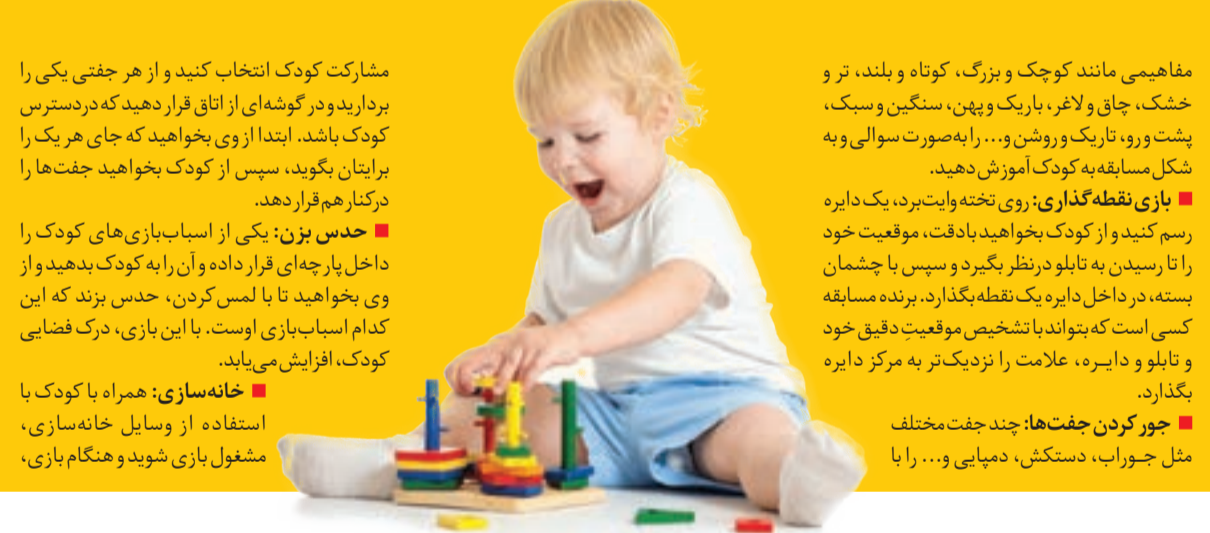 مفاهیمی مانند کوچک و بزرگ، کوتاه و بلند، تر و
خشک، چاق و لاغر، باریک و پهن، سنگین و سبک،
پشت و رو، تاریک و روشن و... را به‌صورت سوالی و به
شکل مسابقه به کودک آموزش دهید.
■ بازی نقطه‌گذاری: روی تخته وایت‌برد، یک دایره
رسم کنید و از کودک بخواهید با دقت، موقعیت خود
را تا رسیدن به تابلو درنظر بگیرد و سپس با چشمان
بسته، در داخل دایره یک نقطه بگذارد. برنده مسابقه
کسی است که بتواند با تشخیص موقعیتِ دقیق خود
و تابلو و دایـره، علامت را نزدیک‌تر به مرکز دایره
بگذارد.
■ جور کردن جفت‌ها: چند جفت مختلف
مثل جـوراب، دستکش، دمپایی و... را با
مشارکت کودک انتخاب کنید و از هر جفتی یکی را
بردارید و در گوشه‌ای از اتاق قرار دهید که در دسترس
کودک باشد. ابتدا از وی بخواهید که جای هر یک را
برایتان بگوید، سپس از کودک بخواهید جفت‌ها را
درکنار هم قرار دهد.
■ حدس بزن: یکی از اسباب‌بازی‌های کودک را
داخل پارچه‌ای قرار داده و آن را به کودک بدهید و از
وی بخواهید تا با لمس کردن، حدس بزند که این
کدام اسباب‌بازی اوست. با این بازی، درک فضایی
کودک، افزایش می‌یابد.
■ خانه‌سازی: همراه با کودک با
استفاده از وسایل خانه‌سازی،
مشغول بازی شوید و هنگام بازی،